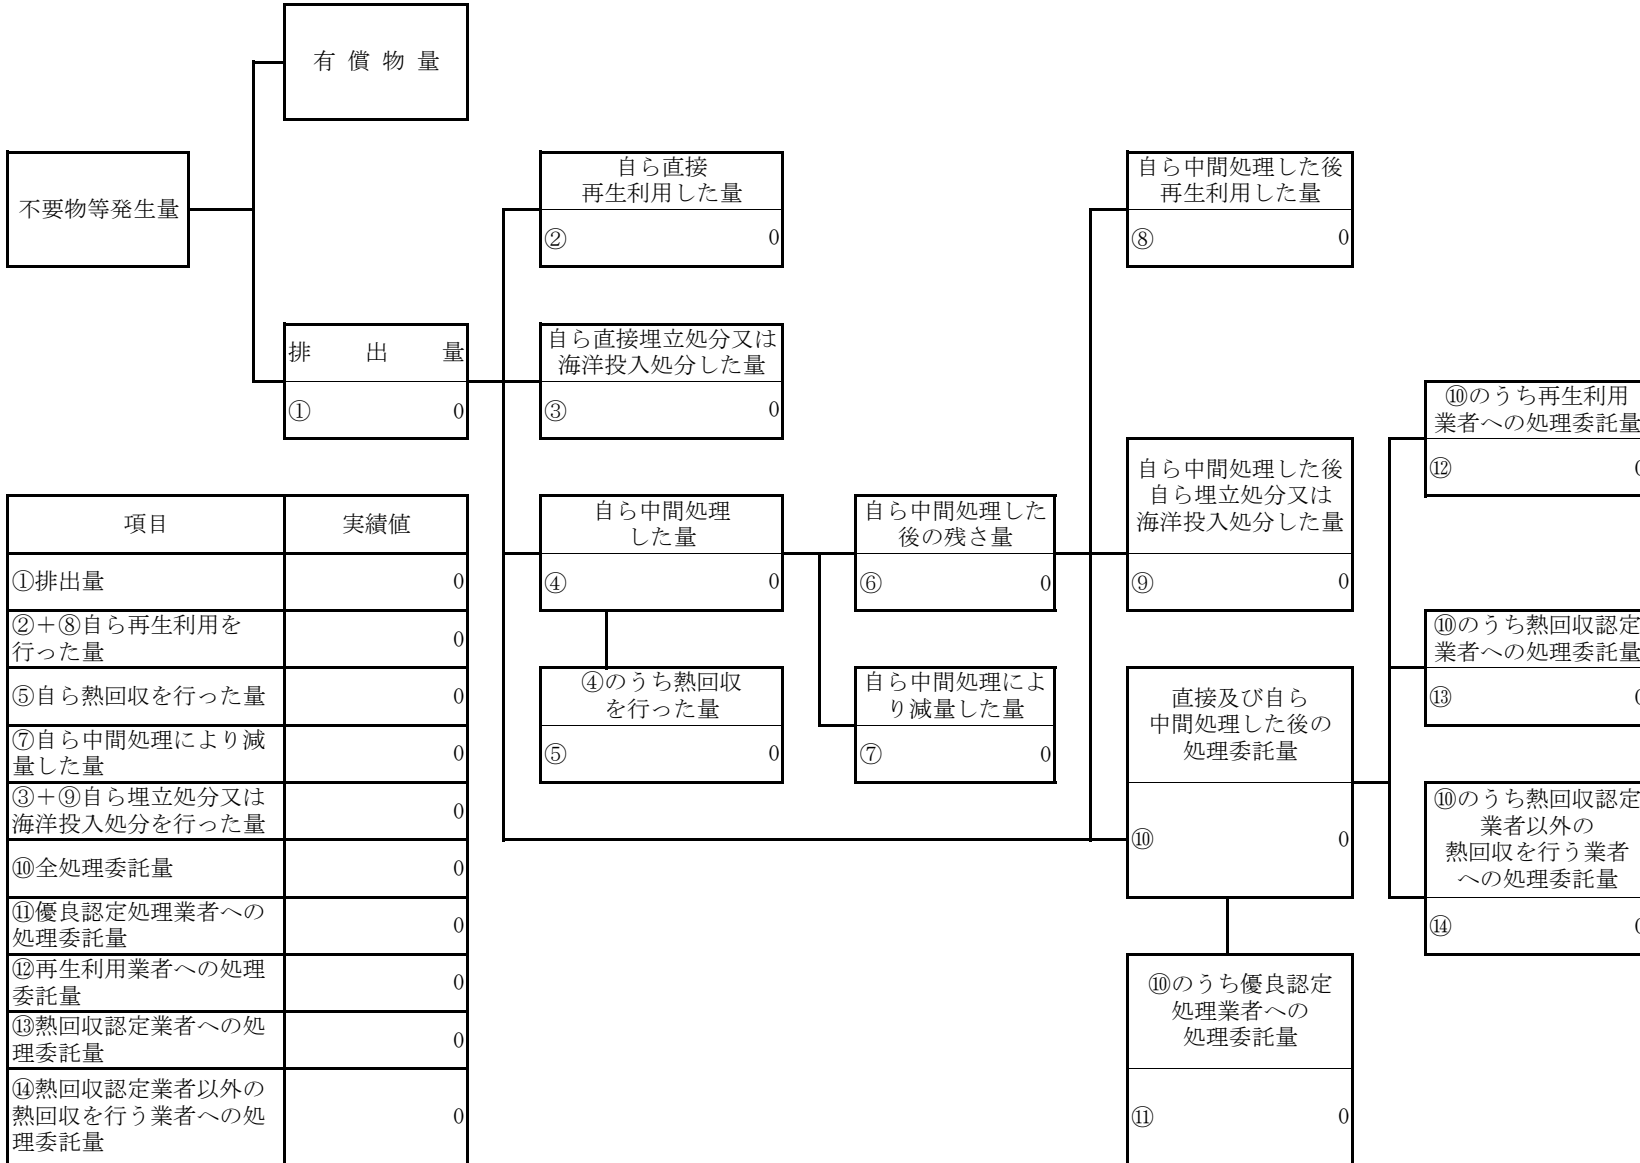 有償物量
不要物等発生量
自ら直接
再生利用した量
② 0
自ら中間処理した後
再生利用した量
⑧ 0
排出量
① 0
自ら直接埋立処分又は
海洋投入処分した量
③ 0
⑩のうち再生利用
業者への処理委託量
⑫ 0
自ら中間処理した後
自ら埋立処分又は
海洋投入処分した量
⑨ 0
自ら中間処理
した量
④ 0
自ら中間処理した
後の残さ量
⑥ 0
⑩のうち熱回収認定
業者への処理委託量
⑬ 0
④のうち熱回収
を行った量
⑤ 0
自ら中間処理によ
り減量した量
⑦ 0
直接及び自ら
中間処理した後の
処理委託量
⑩ 0
⑩のうち熱回収認定
業者以外の
熱回収を行う業者
への処理委託量
⑭ 0
⑩のうち優良認定
処理業者への
処理委託量
⑪ 0
項目 実績値
①排出量 0
②+⑧自ら再生利用を
行った量 0
⑤自ら熱回収を行った量 0
⑦自ら中間処理により減
量した量 0
③+⑨自ら埋立処分又は
海洋投入処分を行った量 0
⑩全処理委託量 0
⑪優良認定処理業者への
処理委託量 0
⑫再生利用業者への処理
委託量 0
⑬熱回収認定業者への処
理委託量 0
⑭熱回収認定業者以外の
熱回収を行う業者への処
理委託量 0